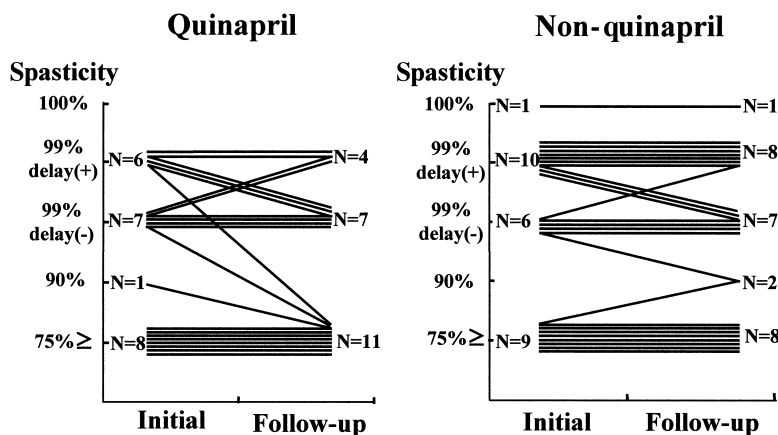 Quinapril
Spasticity
100%
99%
delay(+)
N=6
N=4
99%
delay(-)
N=7
N=7
90%
N=1
75%≥
N=8
N=11
Initial
Follow-up
Non-quinapril
Spasticity
100%
N=1
N=1
99%
delay(+)
N=10
N=8
99%
delay(-)
N=6
N=7
90%
N=2
75%≥
N=9
N=8
Initial
Follow-up